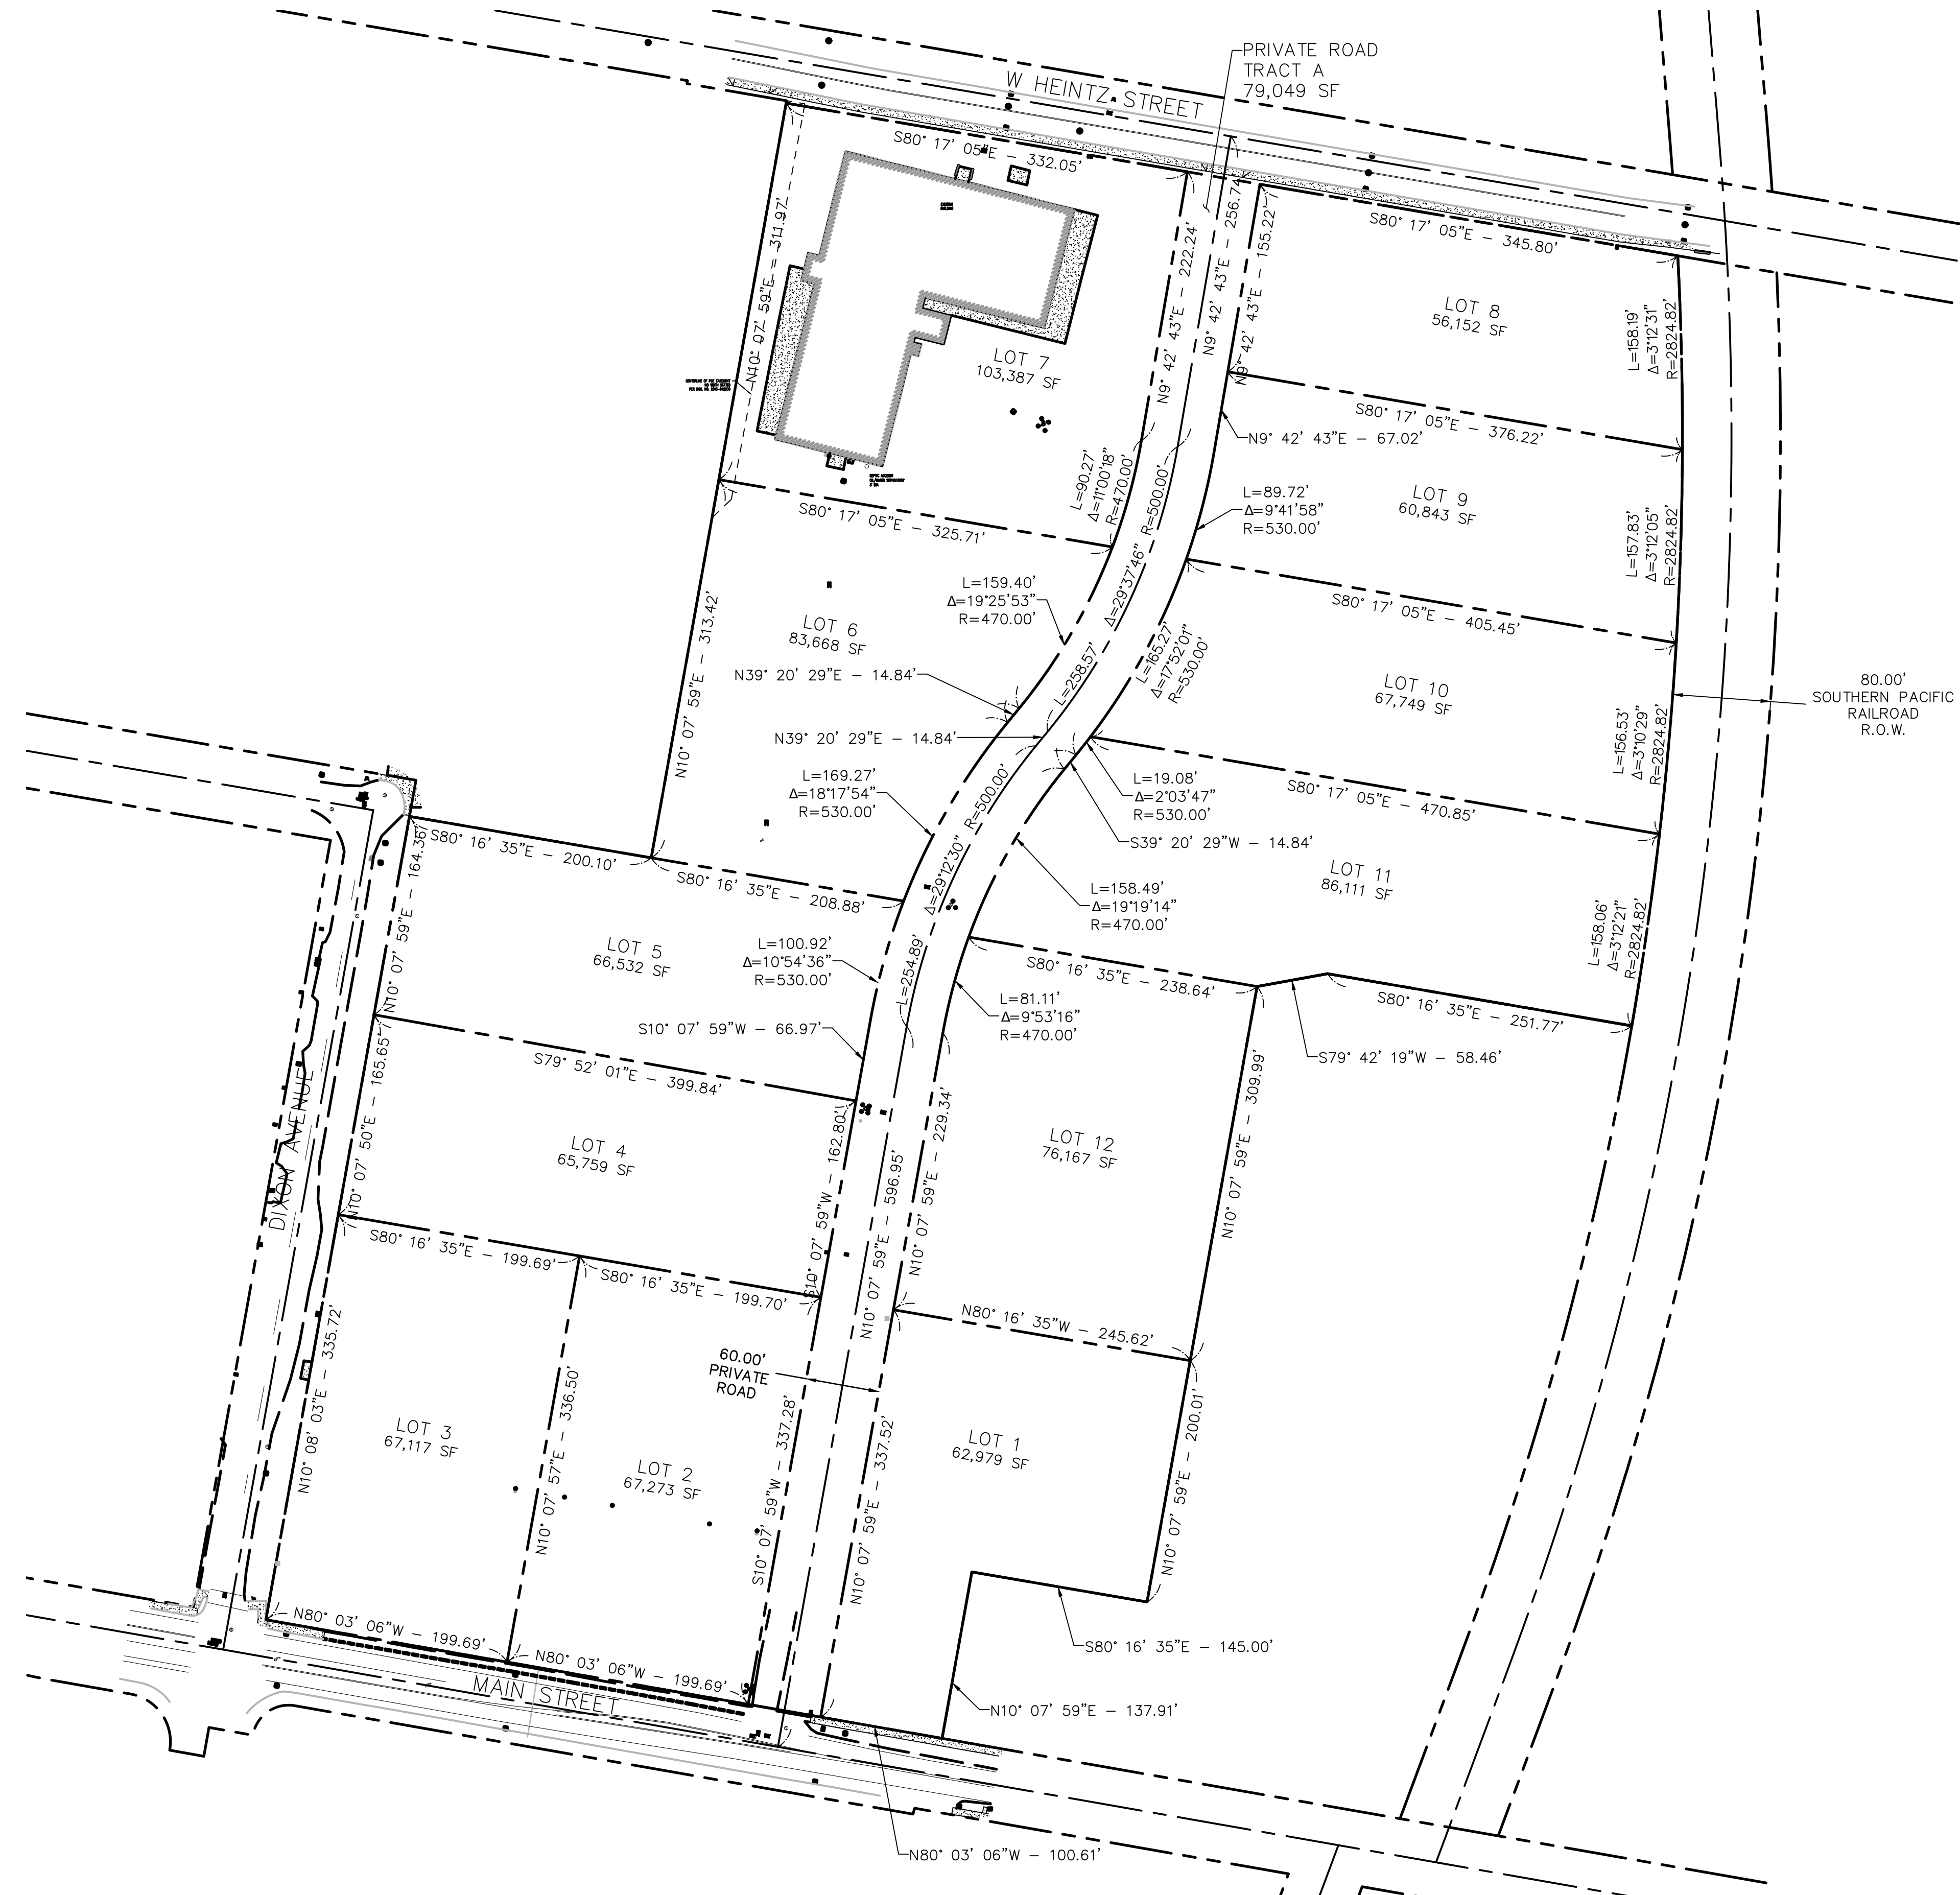 PRIVATE ROAD
TRACT A
79,049 SF
W HEINTZ STREET
S80° 17' 05"E – 332.05'
N10° 07' 59"E – 311.97'
N9° 42' 43"E – 222.24'
N9° 42' 43"E – 256.74'
N9° 42' 43"E – 155.22'
S80° 17' 05"E – 345.80'
LOT 8
56,152 SF
L=158.19'
Δ=3°12'31"
R=2824.82'
LOT 7
103,387 SF
S80° 17' 05"E – 376.22'
N9° 42' 43"E – 67.02'
L=90.27'
Δ=11°00'18"
R=470.00'
L=89.72'
Δ=9°41'58"
R=530.00'
LOT 9
60,843 SF
L=157.83'
Δ=3°12'05"
R=2824.82'
S80° 17' 05"E – 325.71'
L=258.57'
Δ=29°37'46"
R=500.00'
L=159.40'
Δ=19°25'53"
R=470.00'
S80° 17' 05"E – 405.45'
LOT 6
83,668 SF
N10° 07' 59"E – 313.42'
N39° 20' 29"E – 14.84'
L=165.27'
Δ=17°52'01"
R=530.00'
LOT 10
67,749 SF
L=156.53'
Δ=3°10'29"
R=2824.82'
80.00'
SOUTHERN PACIFIC
RAILROAD
R.O.W.
N39° 20' 29"E – 14.84'
L=169.27'
Δ=18°17'54"
R=530.00'
L=19.08'
Δ=2°03'47"
R=530.00'
S80° 17' 05"E – 470.85'
S39° 20' 29"W – 14.84'
S80° 16' 35"E – 200.10'
S80° 16' 35"E – 208.88'
L=254.89'
Δ=29°12'30"
R=500.00'
L=158.49'
Δ=19°19'14"
R=470.00'
LOT 11
86,111 SF
L=158.06'
Δ=3°12'21"
R=2824.82'
N10° 07' 59"E – 164.36'
LOT 5
66,532 SF
L=100.92'
Δ=10°54'36"
R=530.00'
S80° 16' 35"E – 238.64'
S80° 16' 35"E – 251.77'
L=81.11'
Δ=9°53'16"
R=470.00'
S10° 07' 59"W – 66.97'
S79° 42' 19"W – 58.46'
S79° 52' 01"E – 399.84'
DIXON AVENUE
N10° 07' 50"E – 165.65'
LOT 4
65,759 SF
S10° 07' 59"W – 162.80'
N10° 07' 59"E – 596.95'
N10° 07' 59"E – 229.34'
LOT 12
76,167 SF
N10° 07' 59"E – 309.99'
S80° 16' 35"E – 199.69'
S80° 16' 35"E – 199.70'
N80° 16' 35"W – 245.62'
60.00'
PRIVATE
ROAD
N10° 08' 03"E – 335.72'
LOT 3
67,117 SF
N10° 07' 57"E – 336.50'
LOT 2
67,273 SF
S10° 07' 59"W – 337.28'
N10° 07' 59"E – 337.52'
LOT 1
62,979 SF
N10° 07' 59"E – 200.01'
N80° 03' 06"W – 199.69'
N80° 03' 06"W – 199.69'
MAIN STREET
S80° 16' 35"E – 145.00'
N10° 07' 59"E – 137.91'
N80° 03' 06"W – 100.61'